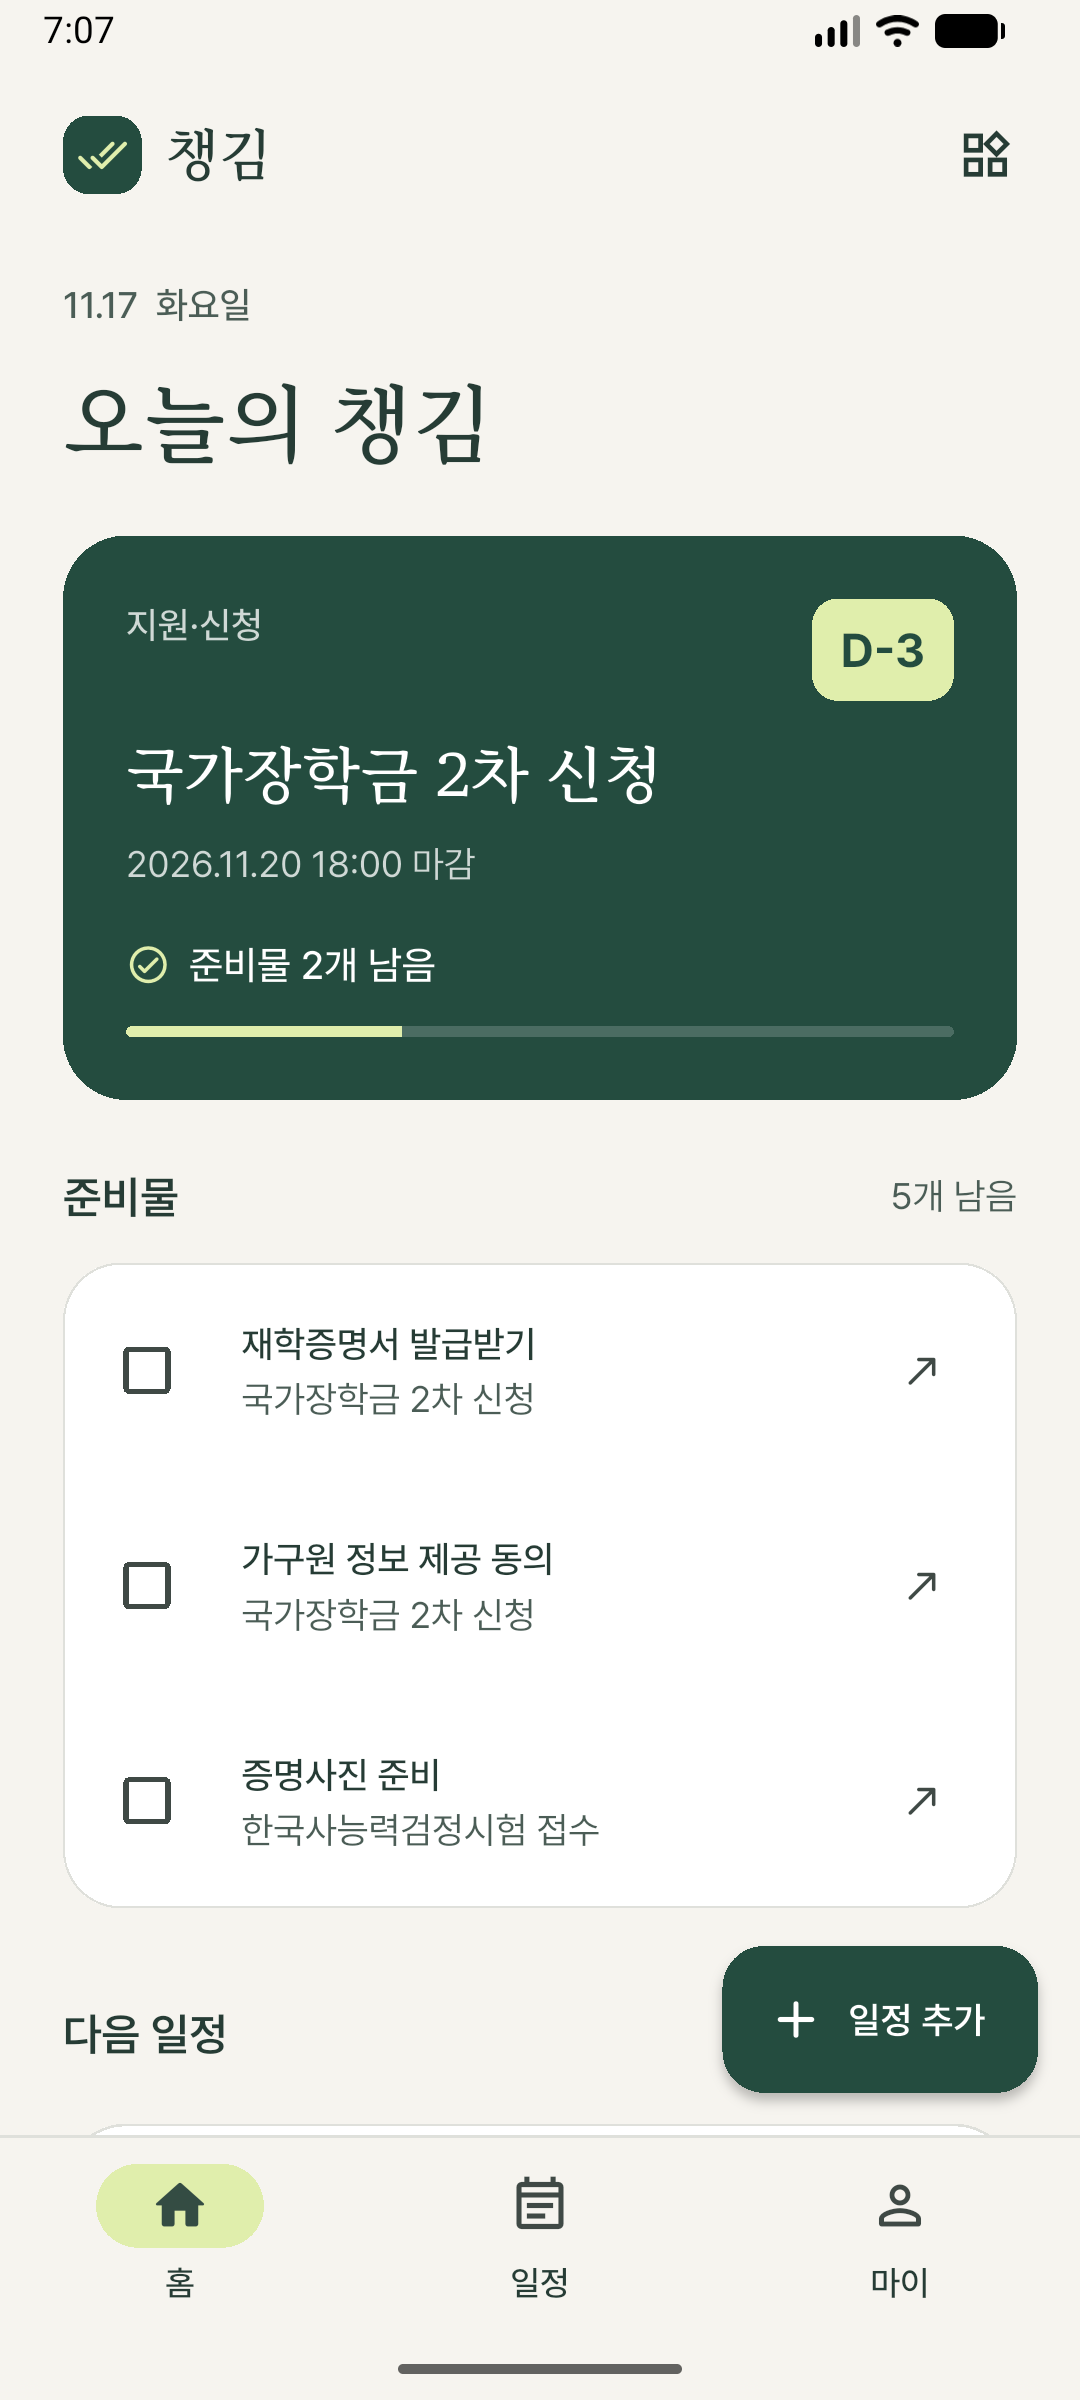 7:07
챙김
11.17 화요일
오늘의 챙김
지원·신청
D-3
국가장학금 2차 신청
2026.11.20 18:00 마감
준비물 2개 남음
준비물
5개 남음
재학증명서 발급받기
국가장학금 2차 신청
가구원 정보 제공 동의
국가장학금 2차 신청
증명사진 준비
한국사능력검정시험 접수
다음 일정
일정 추가
홈
일정
마이